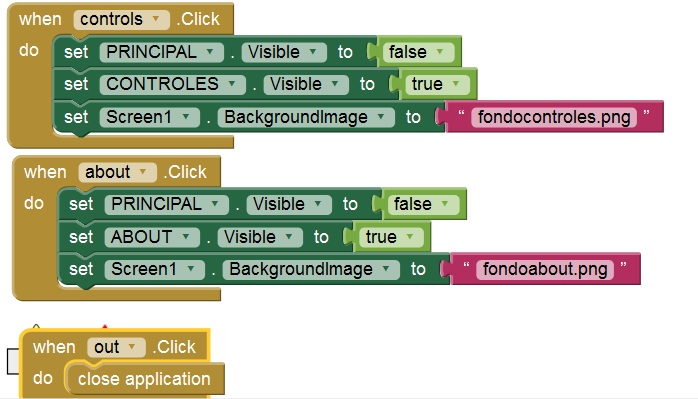 when controls .Click
do set PRINCIPAL . Visible to false
set CONTROLES . Visible to true
set Screen1 . BackgroundImage to " fondocontroles.png "
when about .Click
do set PRINCIPAL . Visible to false
set ABOUT . Visible to true
set Screen1 . BackgroundImage to " fondoabout.png "
when out .Click
do close application